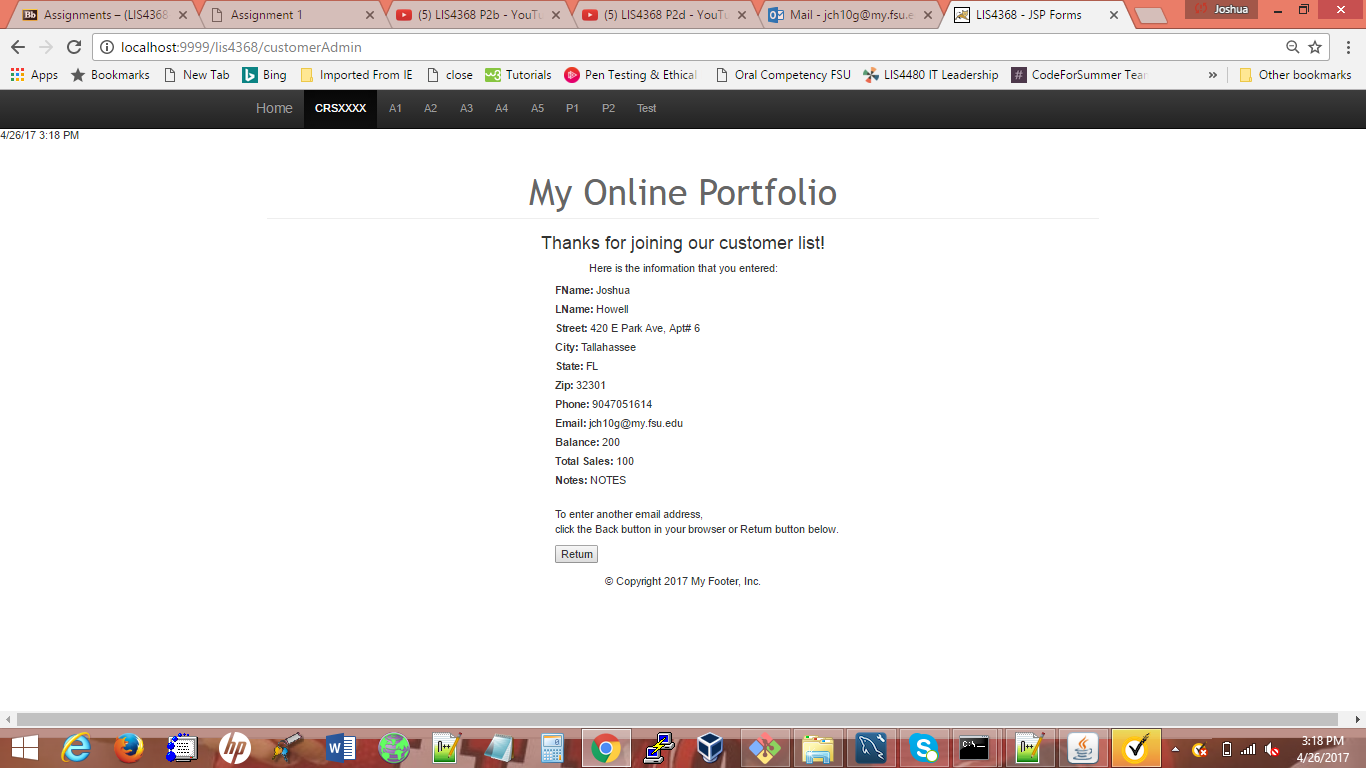 Assignments – (LIS4368
Assignment 1
(5) LIS4368 P2b - YouTu
(5) LIS4368 P2d - YouTu
Mail - jch10g@my.fsu.e
LIS4368 - JSP Forms
Joshua
localhost:9999/lis4368/customerAdmin
Apps
Bookmarks
New Tab
Bing
Imported From IE
close
Tutorials
Pen Testing & Ethical
Oral Competency FSU
LIS4480 IT Leadership
CodeForSummer Tean
»
Other bookmarks
Home
CRSXXXX
A1
A2
A3
A4
A5
P1
P2
Test
4/26/17 3:18 PM
My Online Portfolio
Thanks for joining our customer list!
Here is the information that you entered:
FName: Joshua
LName: Howell
Street: 420 E Park Ave, Apt# 6
City: Tallahassee
State: FL
Zip: 32301
Phone: 9047051614
Email: jch10g@my.fsu.edu
Balance: 200
Total Sales: 100
Notes: NOTES
To enter another email address,
click the Back button in your browser or Return button below.
Return
© Copyright 2017 My Footer, Inc.
3:18 PM
4/26/2017